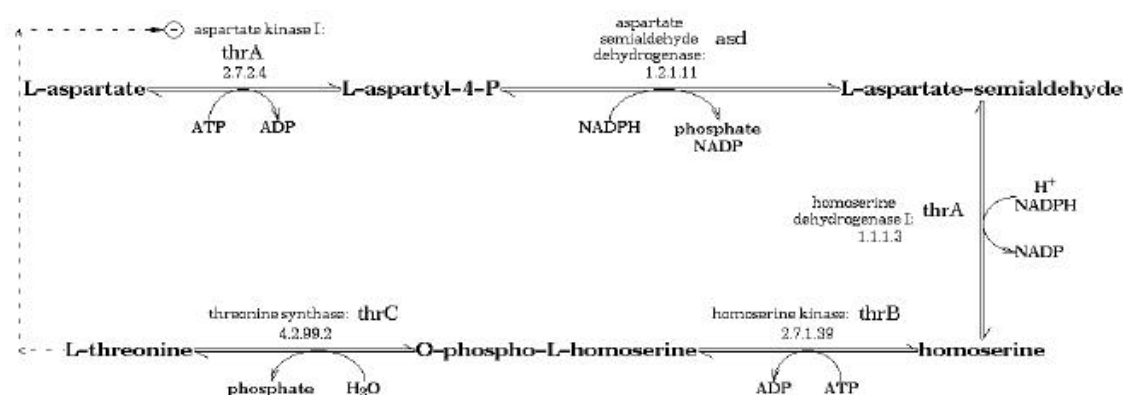 ⊖ aspartate kinase I:
thrA
2.7.2.4
aspartate
semialdehyde asd
dehydrogenase:
1.2.1.11
L-aspartate L-aspartyl-4-P L-aspartate-semialdehyde
ATP ADP NADPH phosphate
NADP
homoserine thrA
dehydrogenase I:
1.1.1.3
H+
NADPH
NADP
threonine synthase: thrC homoserine kinase: thrB
4.2.99.2 2.7.1.39
L-threonine O-phospho-L-homoserine homoserine
phosphate H2O ADP ATP